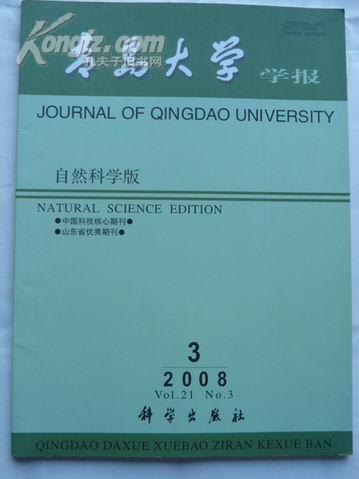 Kongfz.com
孔夫子旧书网
青岛大学 学报
JOURNAL OF QINGDAO UNIVERSITY
自然科学版
NATURAL SCIENCE EDITION
●中国科技核心期刊●
●山东省优秀期刊●
3
2008
Vol.21 No.3
科学出版社
QINGDAO DAXUE XUEBAO ZIRAN KEXUE BAN